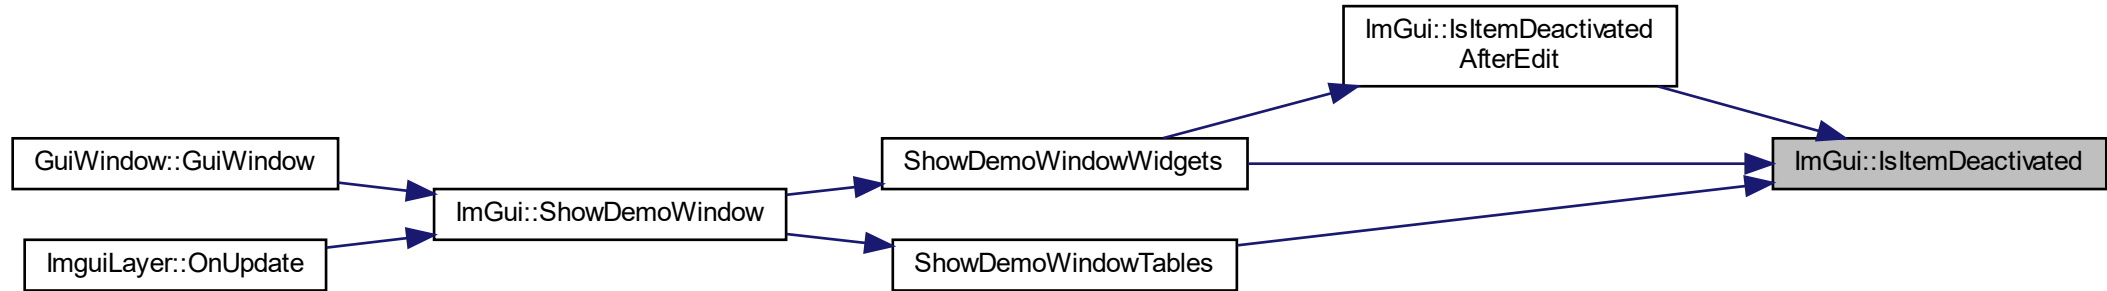 ImGui::IsItemDeactivated
AfterEdit
GuiWindow::GuiWindow
ShowDemoWindowWidgets
ImGui::IsItemDeactivated
ImGui::ShowDemoWindow
ImguiLayer::OnUpdate
ShowDemoWindowTables